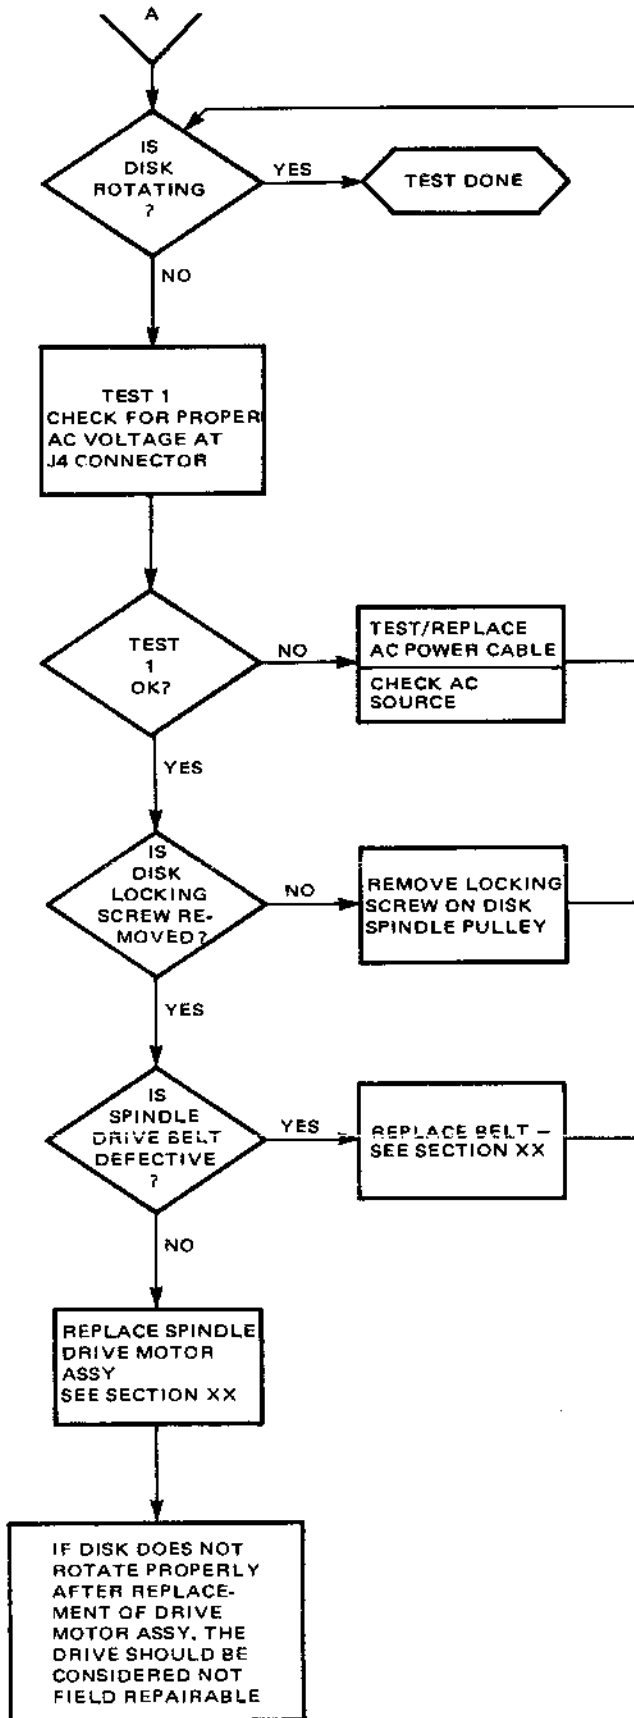 A
IS
DISK
ROTATING
?
YES
TEST DONE
NO
TEST 1
CHECK FOR PROPER
AC VOLTAGE AT
J4 CONNECTOR
TEST
1
OK?
NO
TEST/REPLACE
AC POWER CABLE
CHECK AC
SOURCE
YES
IS
DISK
LOCKING
SCREW RE-
MOVED?
NO
REMOVE LOCKING
SCREW ON DISK
SPINDLE PULLEY
YES
IS
SPINDLE
DRIVE BELT
DEFECTIVE
?
YES
REPLACE BELT –
SEE SECTION XX
NO
REPLACE SPINDLE
DRIVE MOTOR
ASSY
SEE SECTION XX
IF DISK DOES NOT
ROTATE PROPERLY
AFTER REPLACE-
MENT OF DRIVE
MOTOR ASSY, THE
DRIVE SHOULD BE
CONSIDERED NOT
FIELD REPAIRABLE